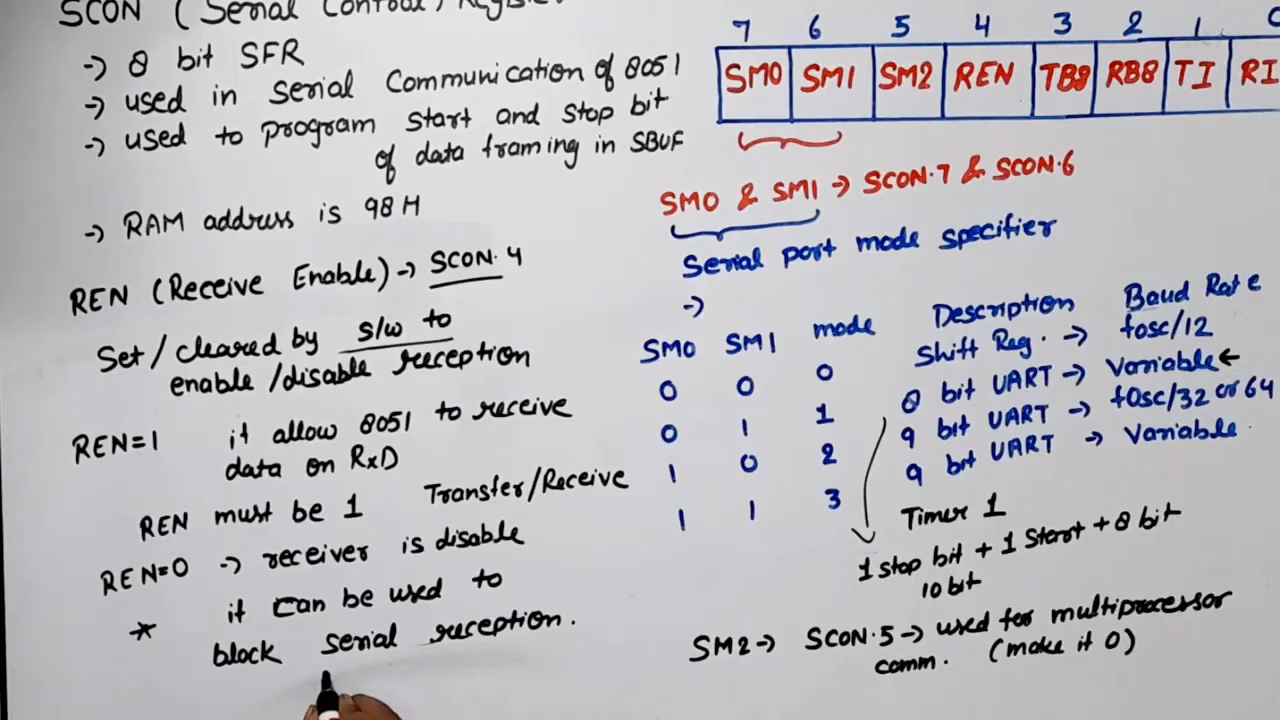 SCON (Serial Control) Register
-) 8 bit SFR
-) used in Serial Communication of 8051
-) used to program start and stop bit
of data framing in SBUF
-) RAM address is 98H
REN (Receive Enable) -> SCON.4
Set / cleared by s/w to
enable / disable reception
REN=1 it allow 8051 to receive
data on RxD
REN must be 1 Transfer/Receive
REN=0 -> receiver is disable
* it can be used to
block serial reception.
7 6 5 4 3 2 1 0
SM0 SM1 SM2 REN TB8 RB8 TI RI
SM0 & SM1 -> SCON.7 & SCON.6
Serial port mode specifier
-)
SM0 SM1 mode Description Baud Rate
0 0 0 Shift Reg. -> fosc/12
0 1 1 8 bit UART -> Variable ←
1 0 2 9 bit UART -> fosc/32 or 64
1 1 3 9 bit UART -> Variable.
Timer 1
1 stop bit + 1 Start + 8 bit
10 bit
SM2 -> SCON.5 -> used for multiprocessor
comm. (make it 0)